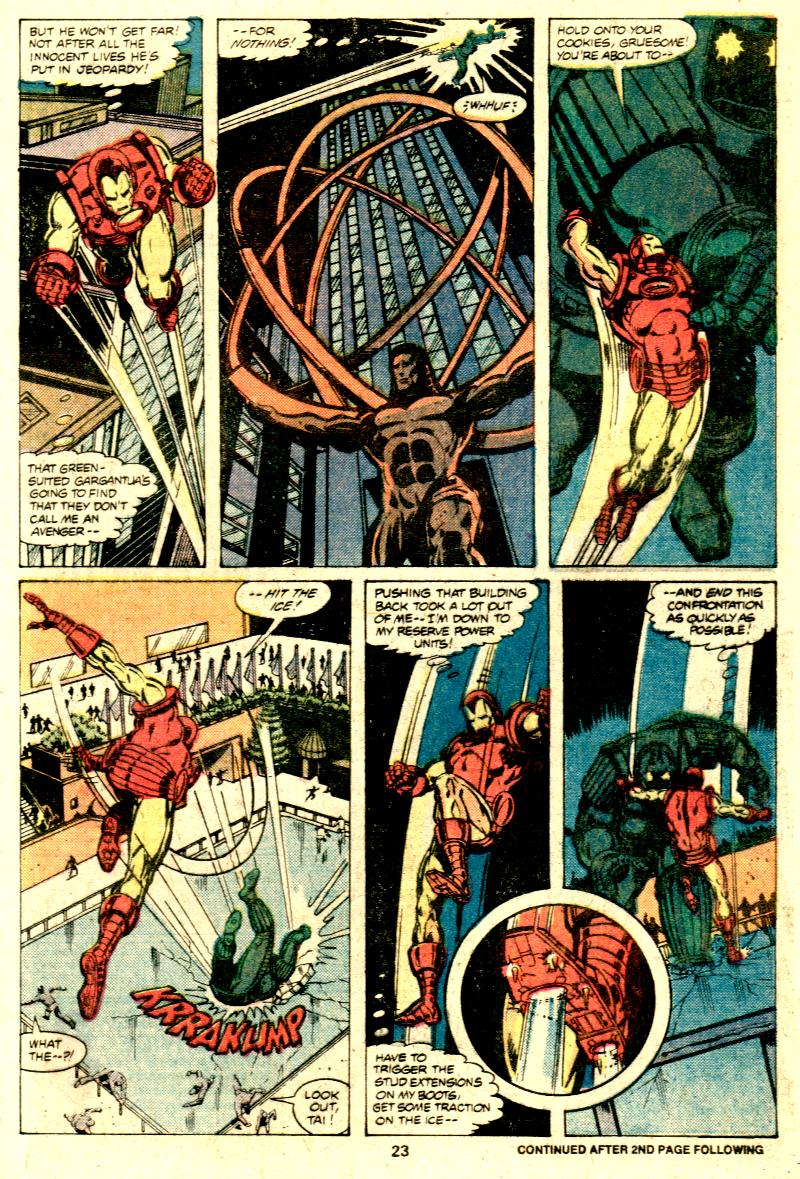 BUT HE WON'T GET FAR!
NOT AFTER ALL THE
INNOCENT LIVES HE'S
PUT IN JEOPARDY!
THAT GREEN-
SUITED GARGANTUA'S
GOING TO FIND
THAT THEY DON'T
CALL ME AN
AVENGER--
--FOR
NOTHING!
:WHHUF:
HOLD ONTO YOUR
COOKIES, GRUESOME!
YOU'RE ABOUT TO--
--HIT THE
ICE!
KRRAKUMP
WHAT
THE--?!
LOOK
OUT,
TAI!
PUSHING THAT BUILDING
BACK TOOK A LOT OUT
OF ME--I'M DOWN TO
MY RESERVE POWER
UNITS!
HAVE TO
TRIGGER THE
STUD EXTENSIONS
ON MY BOOTS,
GET SOME TRACTION
ON THE ICE--
--AND END THIS
CONFRONTATION
AS QUICKLY AS
POSSIBLE!
23
CONTINUED AFTER 2ND PAGE FOLLOWING